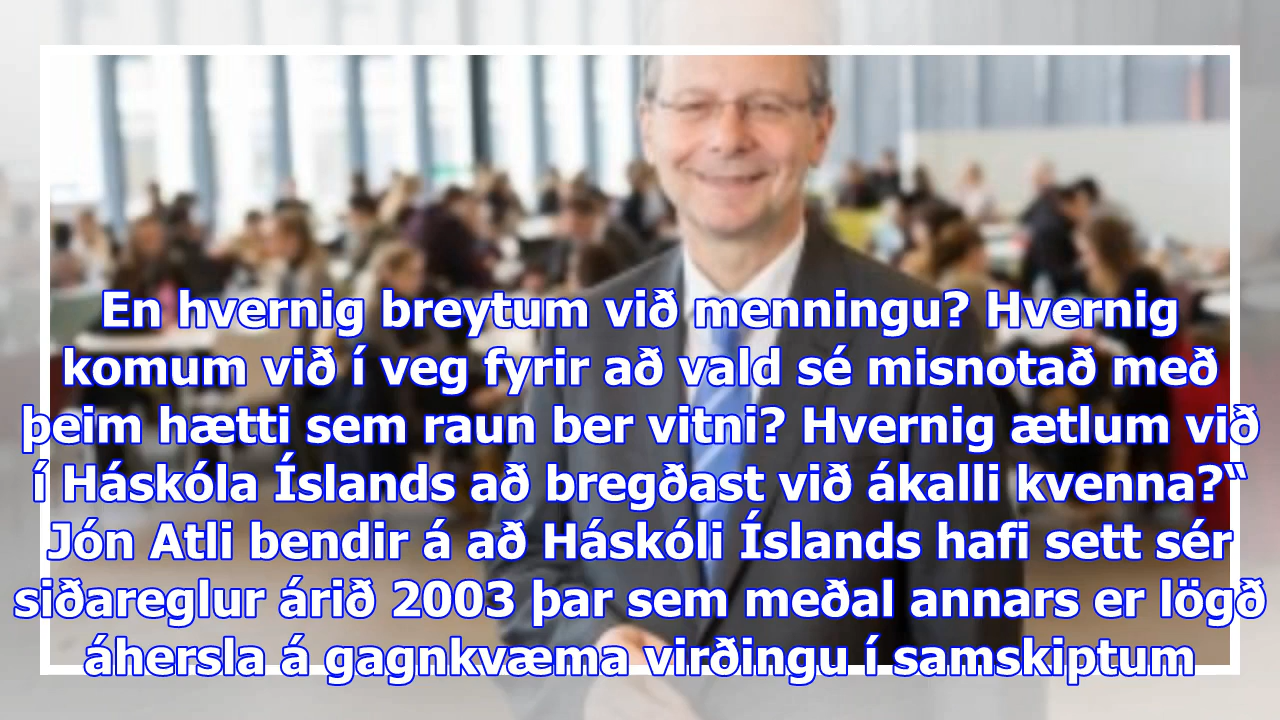 En hvernig breytum við menningu? Hvernig
komum við í veg fyrir að vald sé misnotað með
þeim hætti sem raun ber vitni? Hvernig ætlum við
í Háskóla Íslands að bregðast við ákalli kvenna?“
Jón Atli bendir á að Háskóli Íslands hafi sett sér
siðareglur árið 2003 þar sem meðal annars er lögð
áhersla á gagnkvæma virðingu í samskiptum